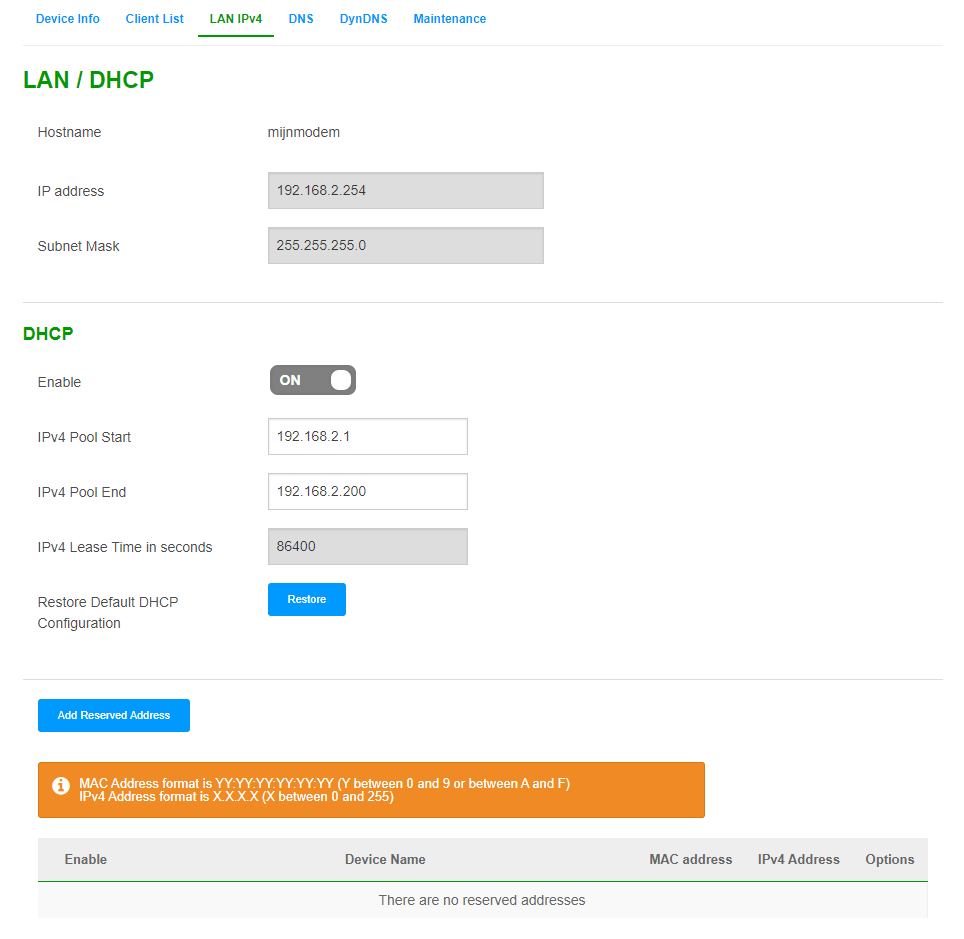 Device Info Client List LAN IPv4 DNS DynDNS Maintenance
LAN / DHCP
Hostname mijnmodem
IP address 192.168.2.254
Subnet Mask 255.255.255.0
DHCP
Enable ON
IPv4 Pool Start 192.168.2.1
IPv4 Pool End 192.168.2.200
IPv4 Lease Time in seconds 86400
Restore Default DHCP Restore
Configuration
Add Reserved Address
MAC Address format is YY:YY:YY:YY:YY:YY (Y between 0 and 9 or between A and F)
IPv4 Address format is X.X.X.X (X between 0 and 255)
Enable Device Name MAC address IPv4 Address Options
There are no reserved addresses